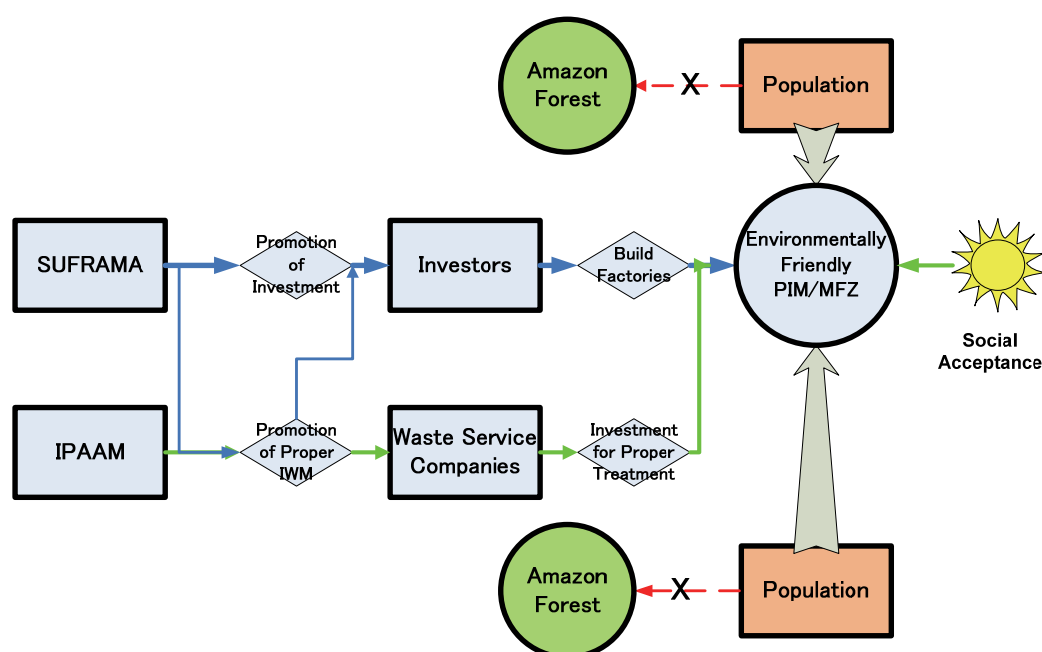 Amazon
Forest
X
Population
SUFRAMA
Promotion
of
Investment
Investors
Build
Factories
Environmentally
Friendly
PIM/MFZ
Social
Acceptance
IPAAM
Promotion
of Proper
IWM
Waste Service
Companies
Investment
for Proper
Treatment
Amazon
Forest
X
Population